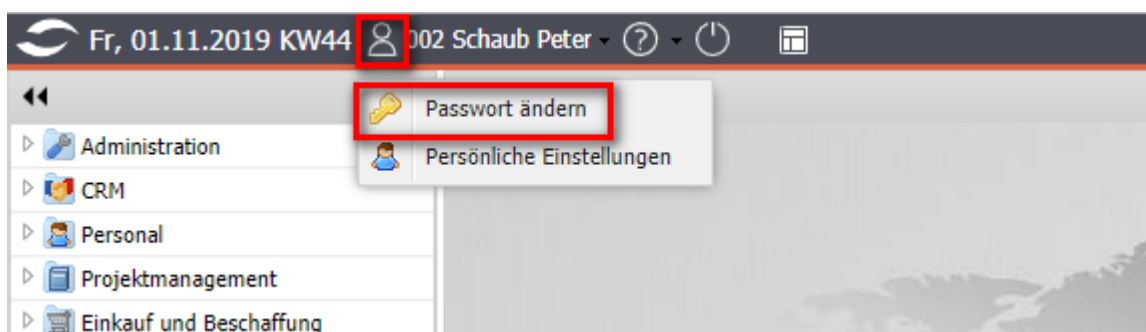 Fr, 01.11.2019 KW44 002 Schaub Peter
Passwort ändern
Persönliche Einstellungen
Administration
CRM
Personal
Projektmanagement
Einkauf und Beschaffung